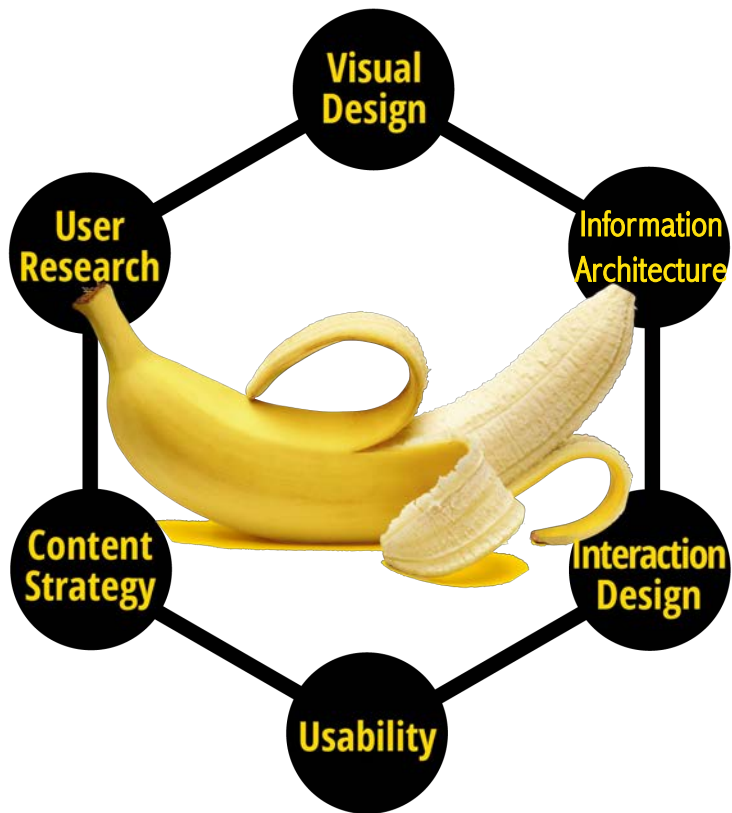 Visual
Design
Information
Architecture
Interaction
Design
Usability
Content
Strategy
User
Research